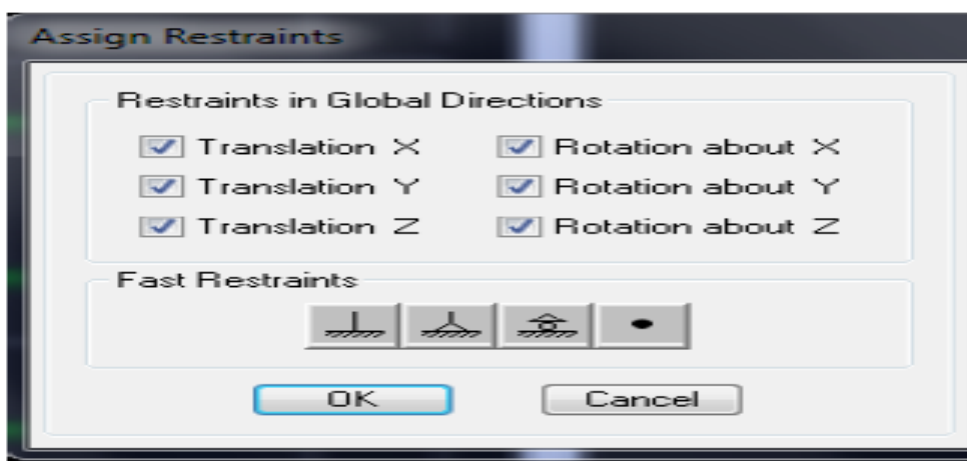 Assign Restraints
Restraints in Global Directions
Translation X Rotation about X
Translation Y Rotation about Y
Translation Z Rotation about Z
Fast Restraints
OK Cancel